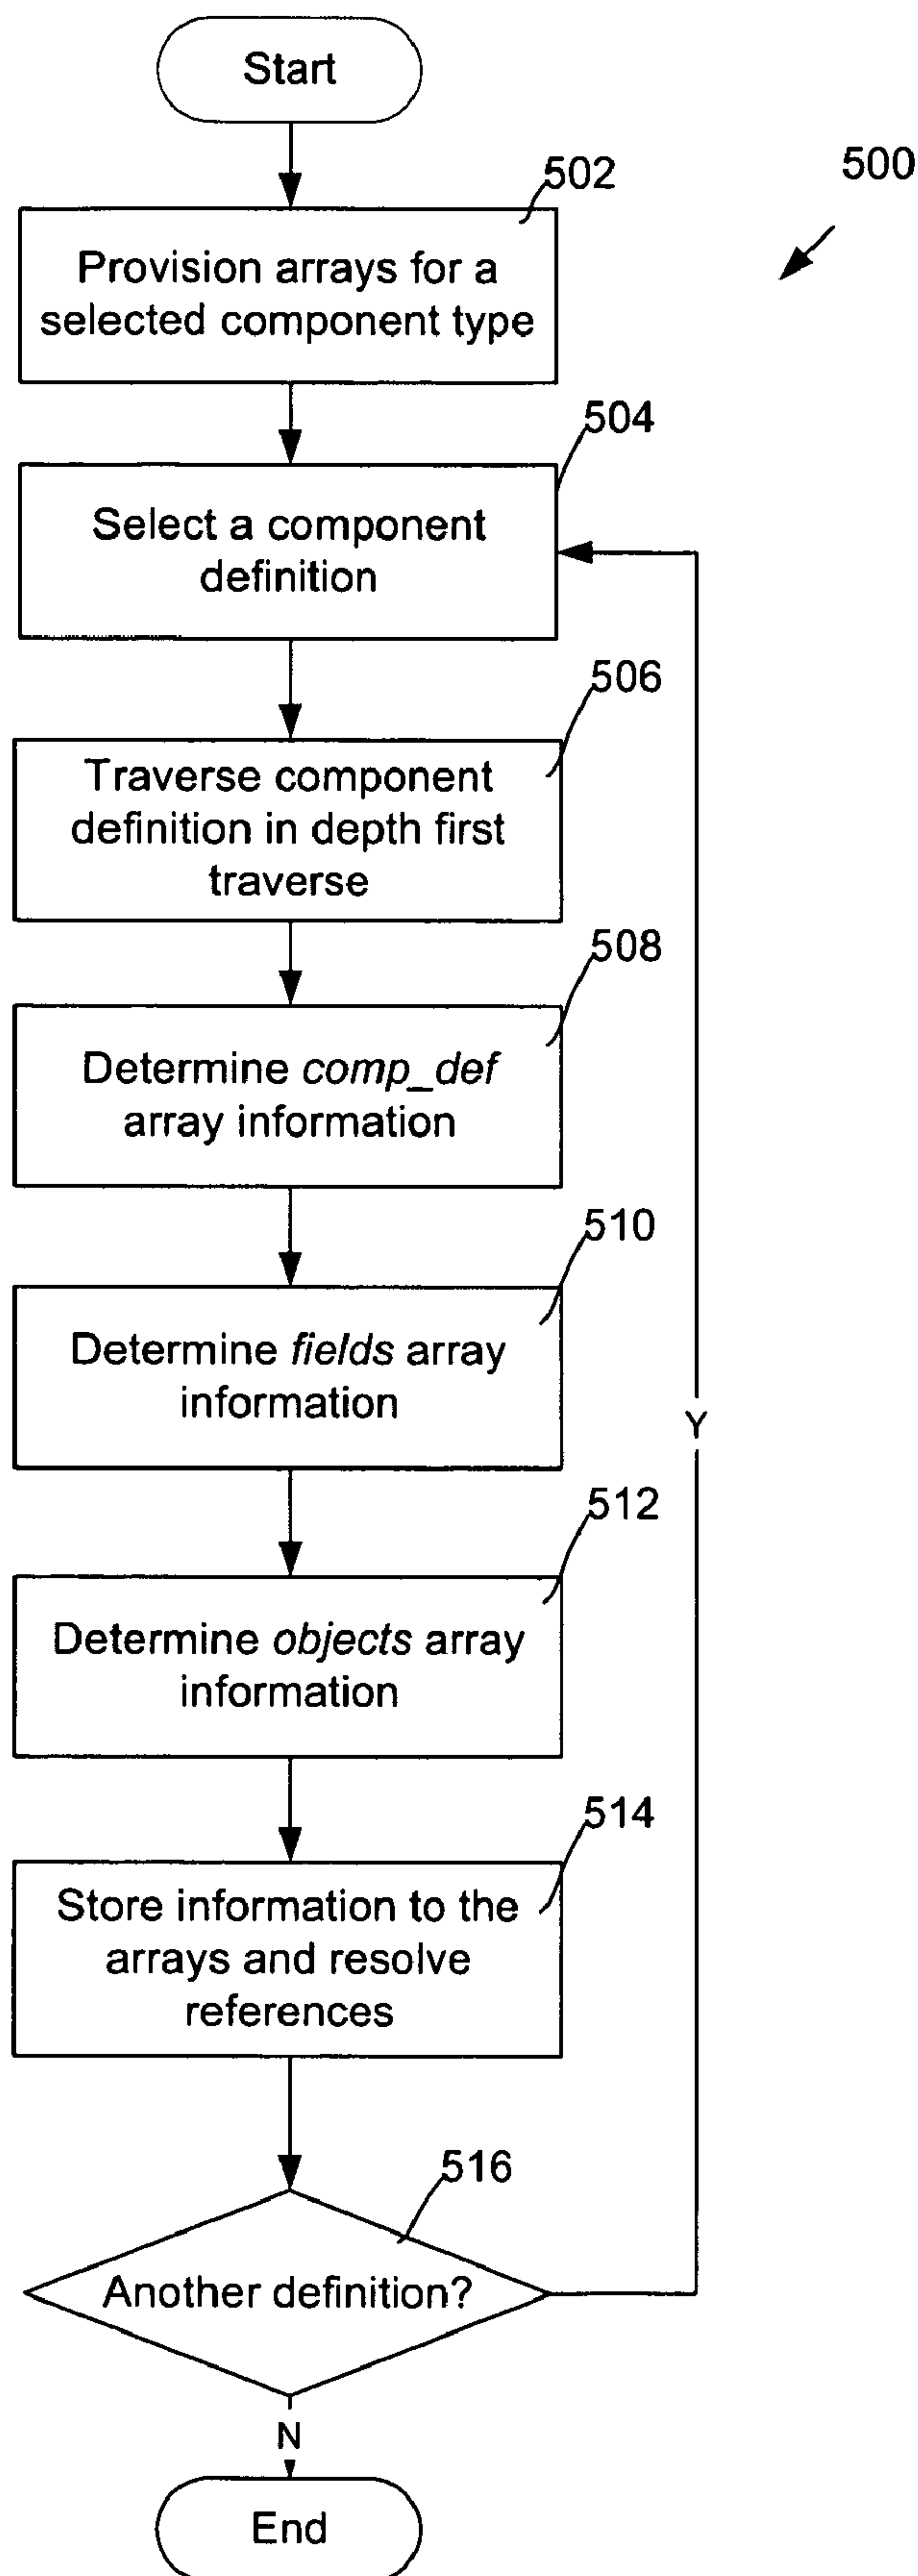 Start
500
502
Provision arrays for a
selected component type
504
Select a component
definition
506
Traverse component
definition in depth first
traverse
508
Determine comp_def
array information
510
Determine fields array
information
Y
512
Determine objects array
information
514
Store information to the
arrays and resolve
references
516
Another definition?
N
End